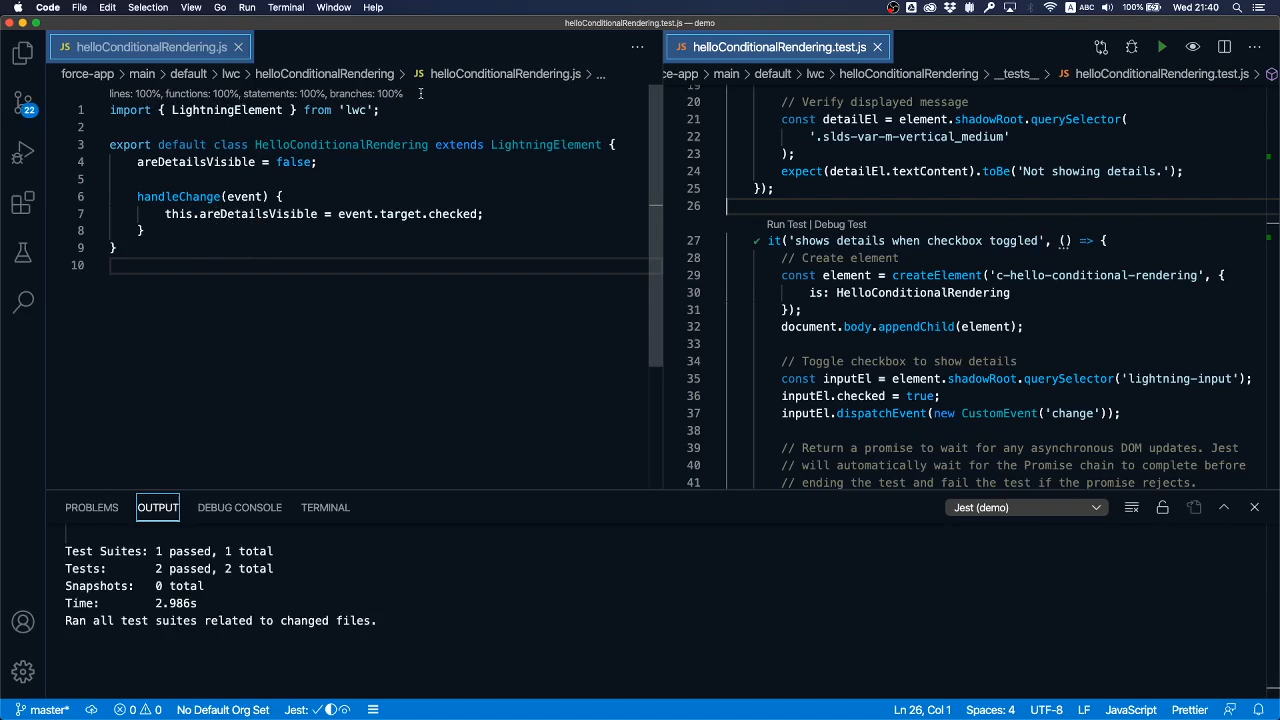 Code File Edit Selection View Go Run Terminal Window Help
ABC 100% Wed 21:40
helloConditionalRendering.test.js — demo
JS helloConditionalRendering.js
force-app > main > default > lwc > helloConditionalRendering > JS helloConditionalRendering.js > ...
lines: 100%, functions: 100%, statements: 100%, branches: 100%
1 import { LightningElement } from 'lwc';
2
3 export default class HelloConditionalRendering extends LightningElement {
4 areDetailsVisible = false;
5
6 handleChange(event) {
7 this.areDetailsVisible = event.target.checked;
8 }
9 }
10
22
JS helloConditionalRendering.test.js
ce-app > main > default > lwc > helloConditionalRendering > __tests__ > JS helloConditionalRendering.test.js >
19
20 // Verify displayed message
21 const detailEl = element.shadowRoot.querySelector(
22 '.slds-var-m-vertical_medium'
23 );
24 expect(detailEl.textContent).toBe('Not showing details.');
25 });
26
Run Test | Debug Test
27 it('shows details when checkbox toggled', () => {
28 // Create element
29 const element = createElement('c-hello-conditional-rendering', {
30 is: HelloConditionalRendering
31 });
32 document.body.appendChild(element);
33
34 // Toggle checkbox to show details
35 const inputEl = element.shadowRoot.querySelector('lightning-input');
36 inputEl.checked = true;
37 inputEl.dispatchEvent(new CustomEvent('change'));
38
39 // Return a promise to wait for any asynchronous DOM updates. Jest
40 // will automatically wait for the Promise chain to complete before
41 // ending the test and fail the test if the promise rejects.
PROBLEMS OUTPUT DEBUG CONSOLE TERMINAL
Jest (demo)
Test Suites: 1 passed, 1 total
Tests: 2 passed, 2 total
Snapshots: 0 total
Time: 2.986s
Ran all test suites related to changed files.
master* 0 0 No Default Org Set Jest: Ln 26, Col 1 Spaces: 4 UTF-8 LF JavaScript Prettier